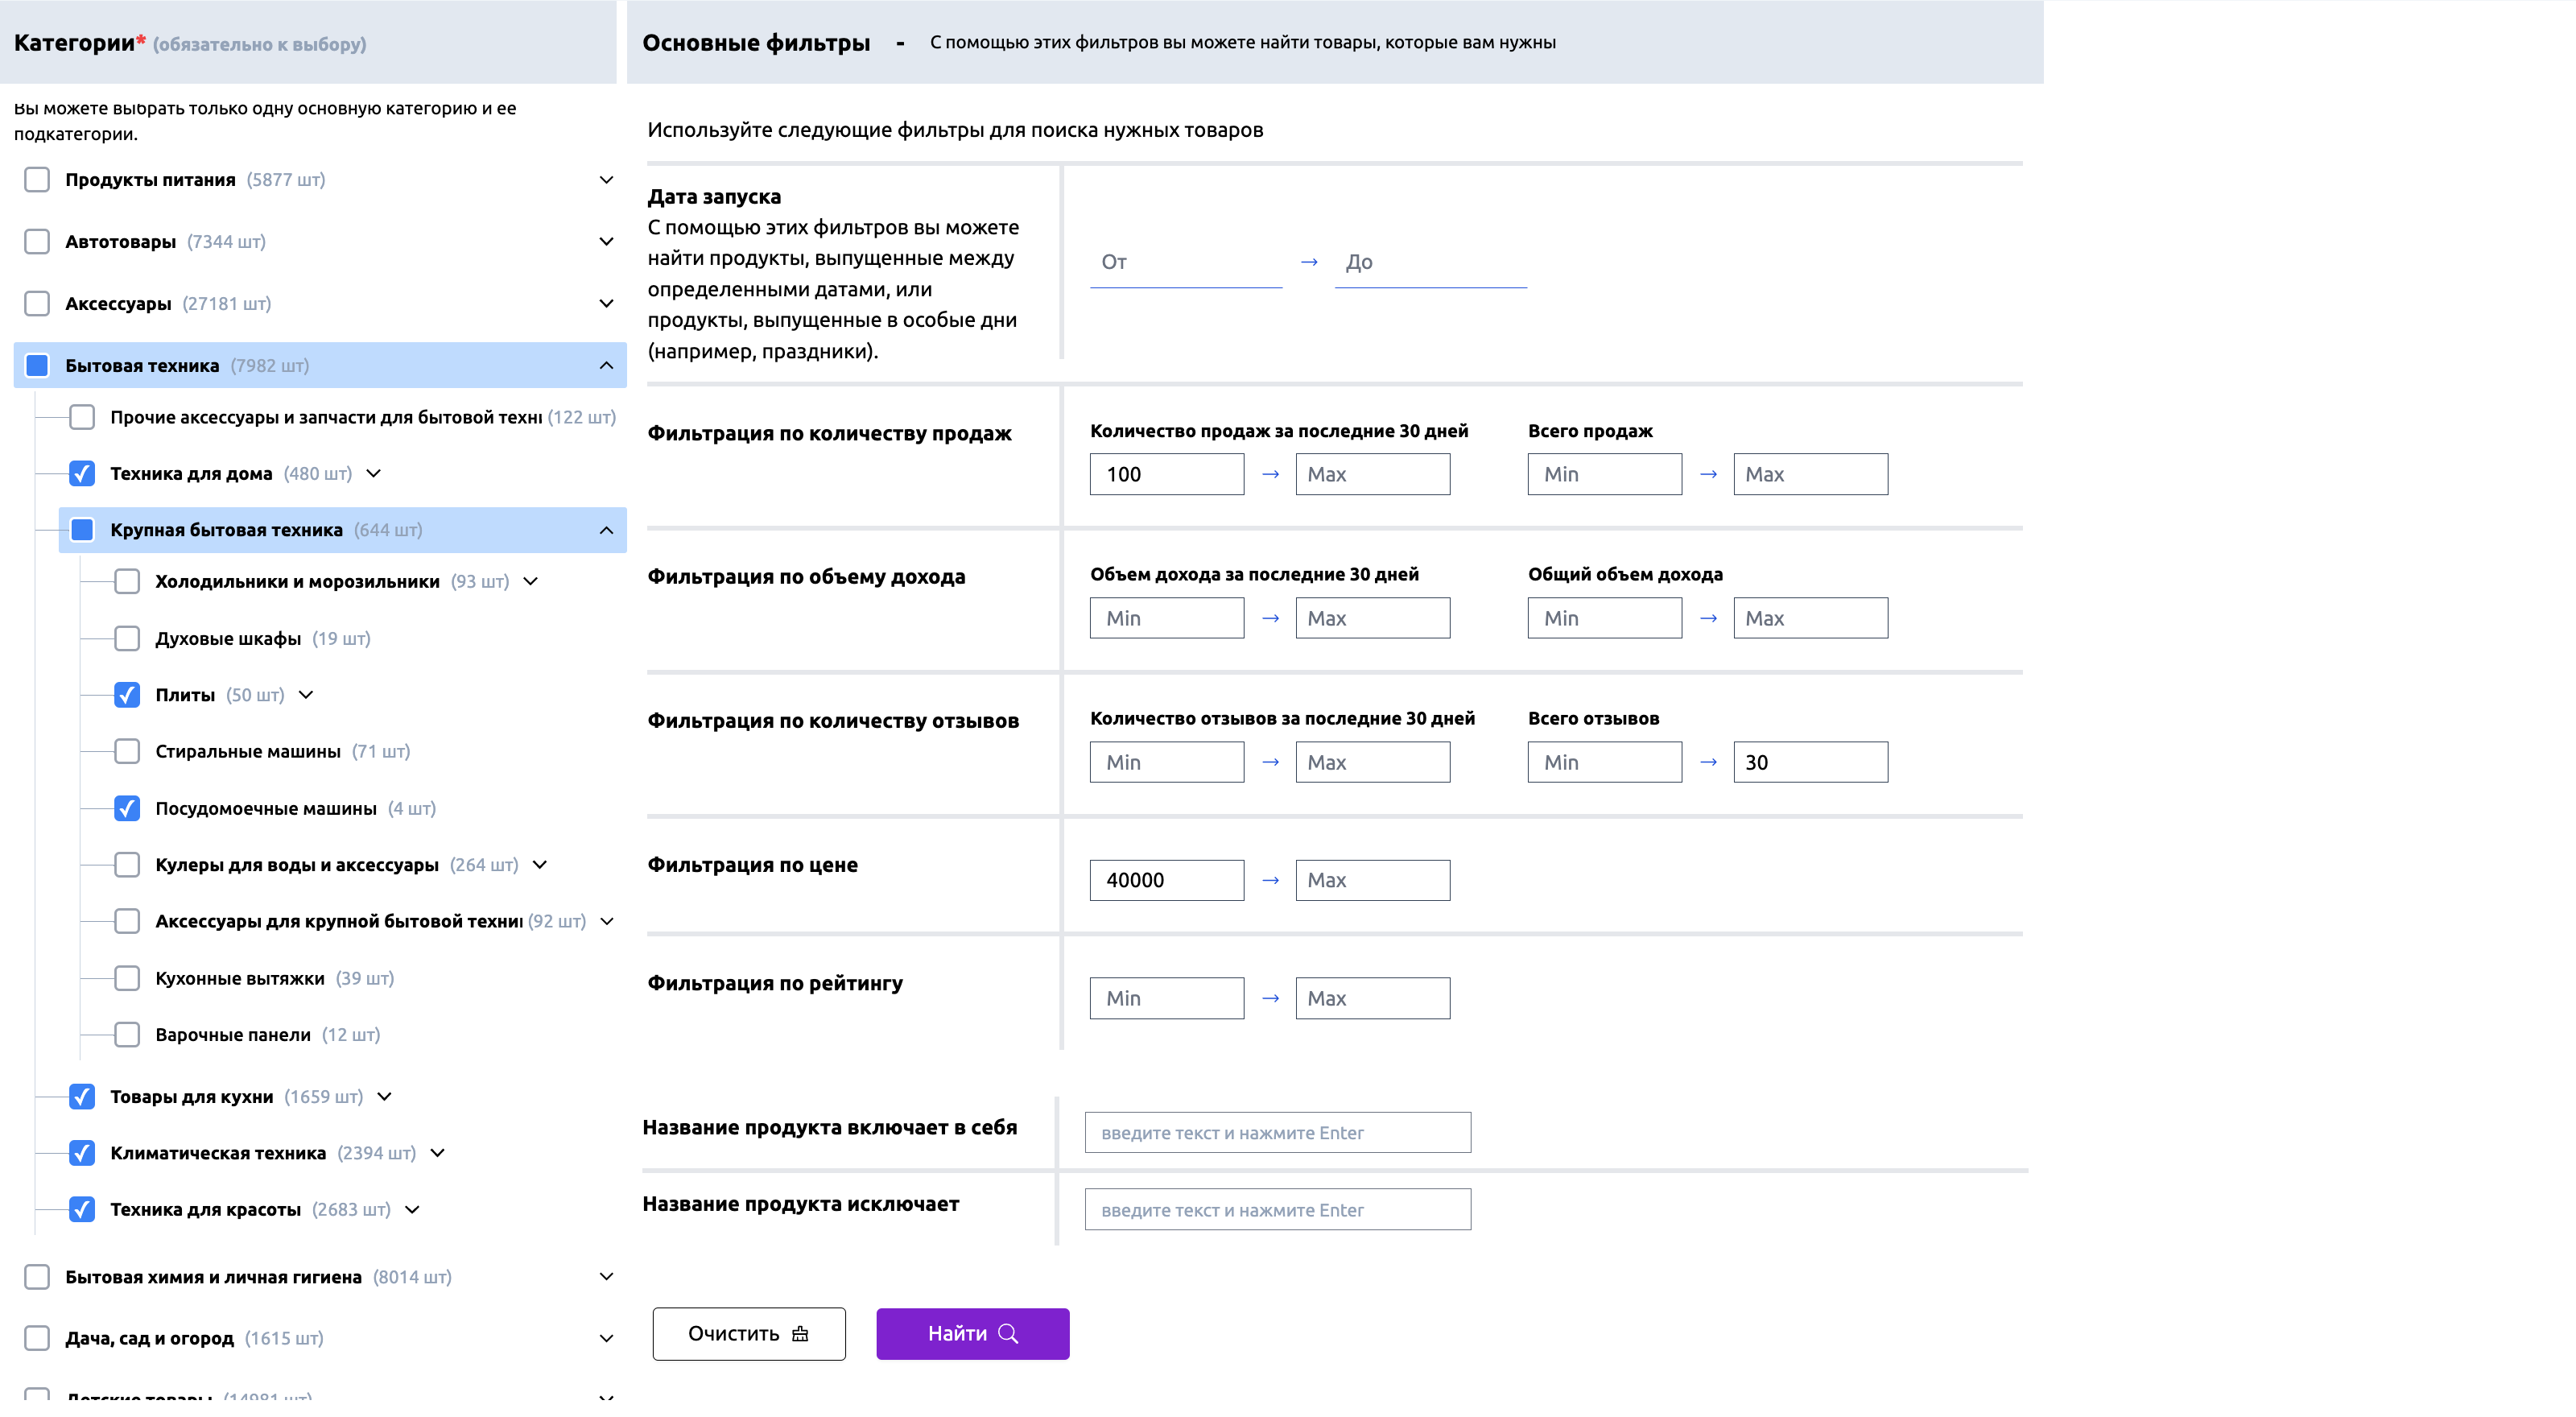 Категории* (обязательно к выбору)
Вы можете выбрать только одну основную категорию и ее
подкатегории.
Продукты питания (5877 шт)
Автотовары (7344 шт)
Аксессуары (27181 шт)
Бытовая техника (7982 шт)
Прочие аксессуары и запчасти для бытовой техн (122 шт)
Техника для дома (480 шт)
Крупная бытовая техника (644 шт)
Холодильники и морозильники (93 шт)
Духовые шкафы (19 шт)
Плиты (50 шт)
Стиральные машины (71 шт)
Посудомоечные машины (4 шт)
Кулеры для воды и аксессуары (264 шт)
Аксессуары для крупной бытовой техни (92 шт)
Кухонные вытяжки (39 шт)
Варочные панели (12 шт)
Товары для кухни (1659 шт)
Климатическая техника (2394 шт)
Техника для красоты (2683 шт)
Бытовая химия и личная гигиена (8014 шт)
Дача, сад и огород (1615 шт)
Детские товары (14981 шт)
Основные фильтры - С помощью этих фильтров вы можете найти товары, которые вам нужны
Используйте следующие фильтры для поиска нужных товаров
Дата запуска
С помощью этих фильтров вы можете
найти продукты, выпущенные между
определенными датами, или
продукты, выпущенные в особые дни
(например, праздники).
От → До
Фильтрация по количеству продаж
Количество продаж за последние 30 дней Всего продаж
100 → Max Min → Max
Фильтрация по объему дохода
Объем дохода за последние 30 дней Общий объем дохода
Min → Max Min → Max
Фильтрация по количеству отзывов
Количество отзывов за последние 30 дней Всего отзывов
Min → Max Min → 30
Фильтрация по цене
40000 → Max
Фильтрация по рейтингу
Min → Max
Название продукта включает в себя
введите текст и нажмите Enter
Название продукта исключает
введите текст и нажмите Enter
Очистить Найти